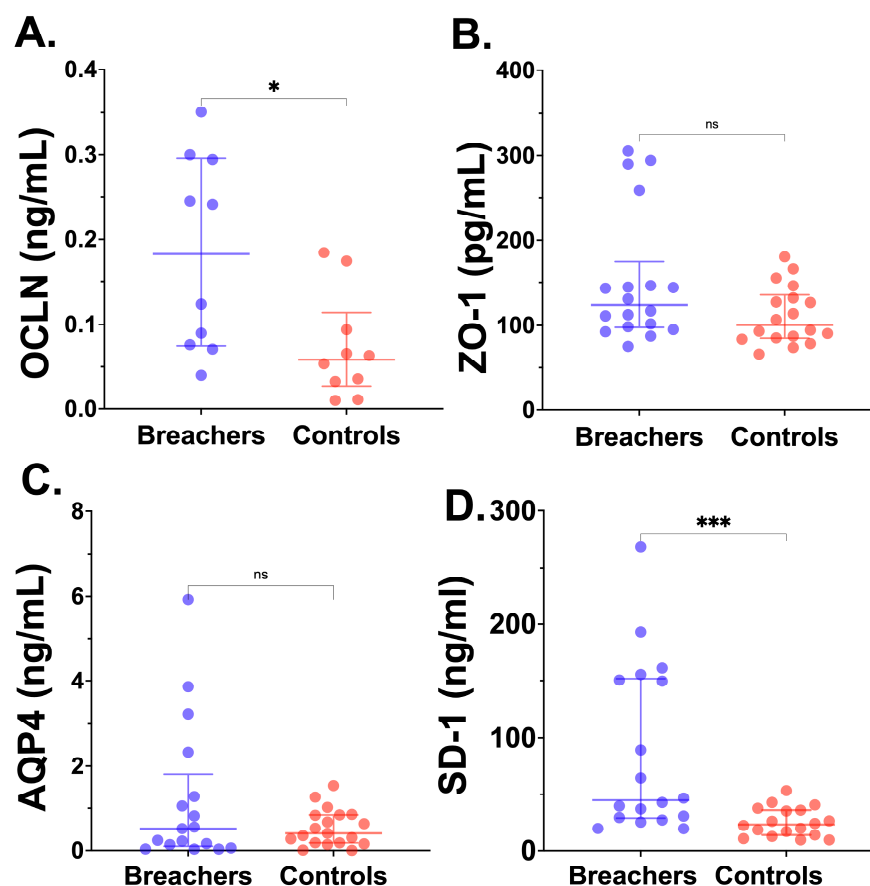 A.
OCLN (ng/mL)
0.4
0.3
0.2
0.1
0.0
*
Breachers
Controls
B.
ZO-1 (pg/mL)
400
300
200
100
0
ns
Breachers
Controls
C.
AQP4 (ng/mL)
8
6
4
2
0
ns
Breachers
Controls
D.
SD-1 (ng/ml)
300
200
100
0
***
Breachers
Controls